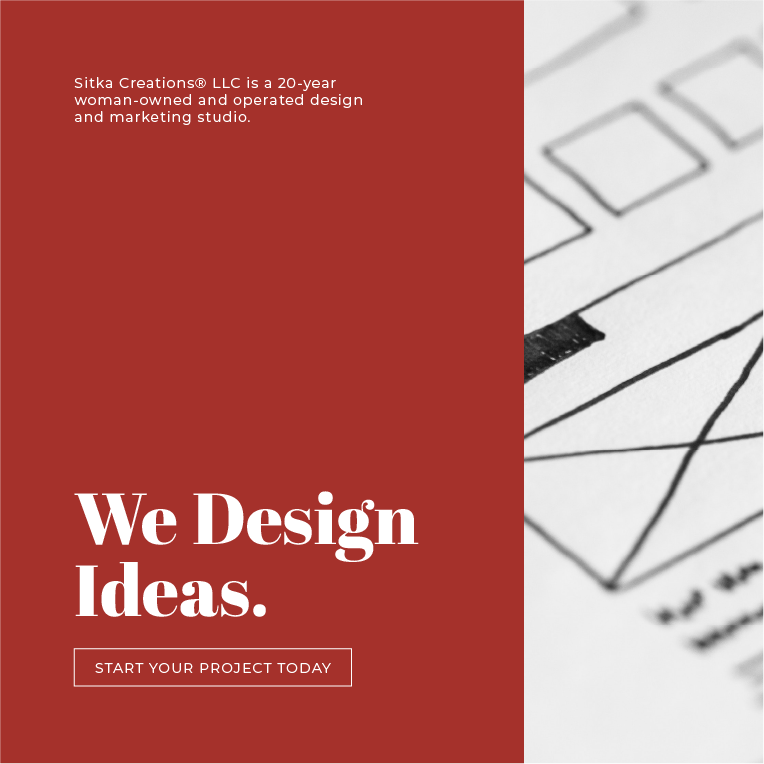 Sitka Creations® LLC is a 20-year
woman-owned and operated design
and marketing studio.
We Design
Ideas.
START YOUR PROJECT TODAY